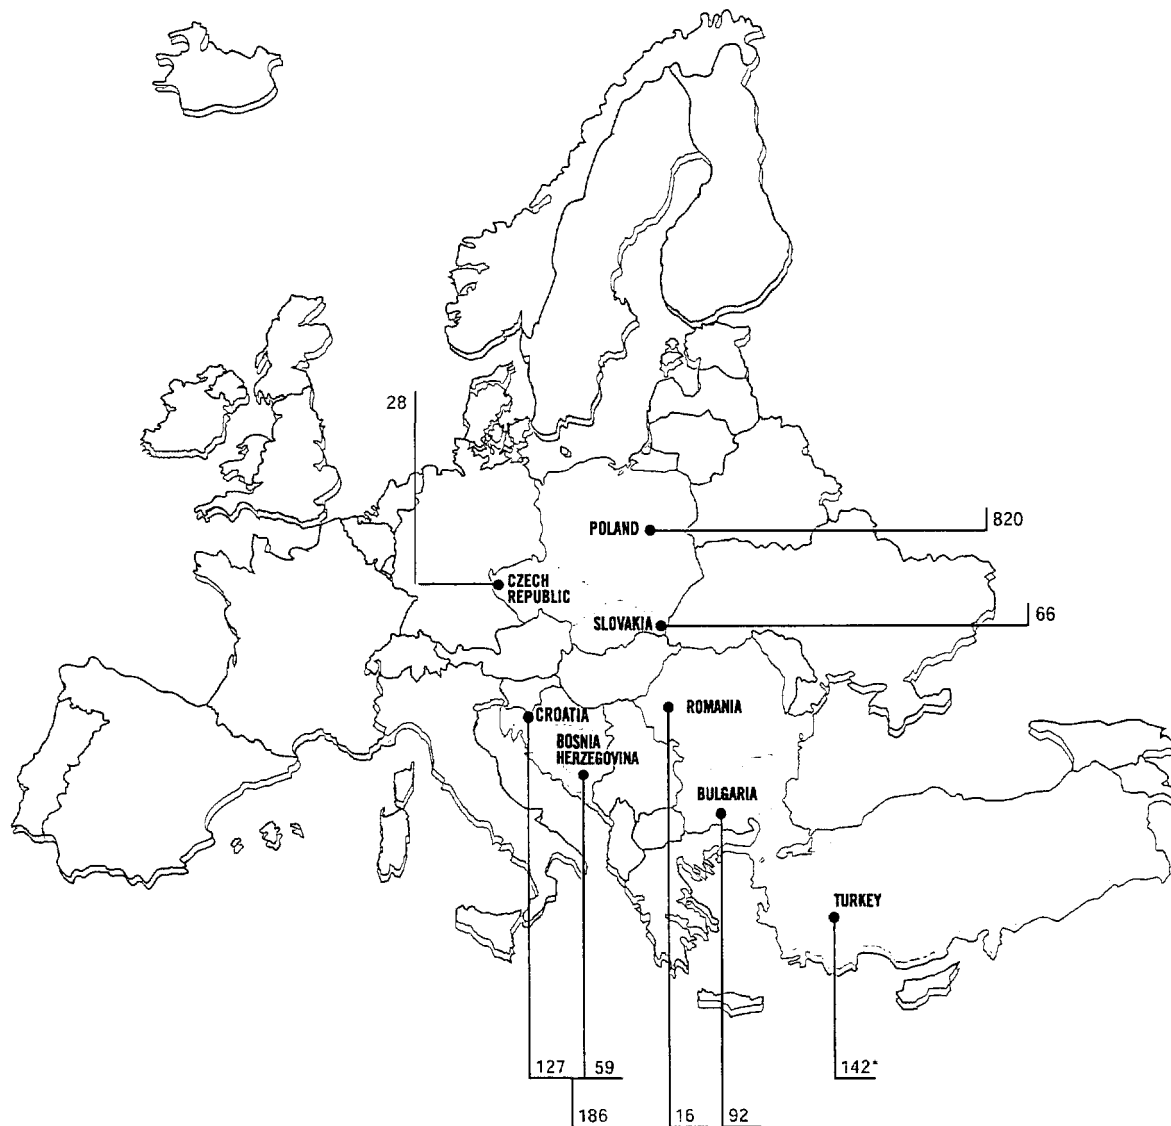 28
820
POLAND
CZECH
REPUBLIC
66
SLOVAKIA
ROMANIA
CROATIA
BOSNIA
HERZEGOVINA
BULGARIA
TURKEY
127
59
142*
186
16
92